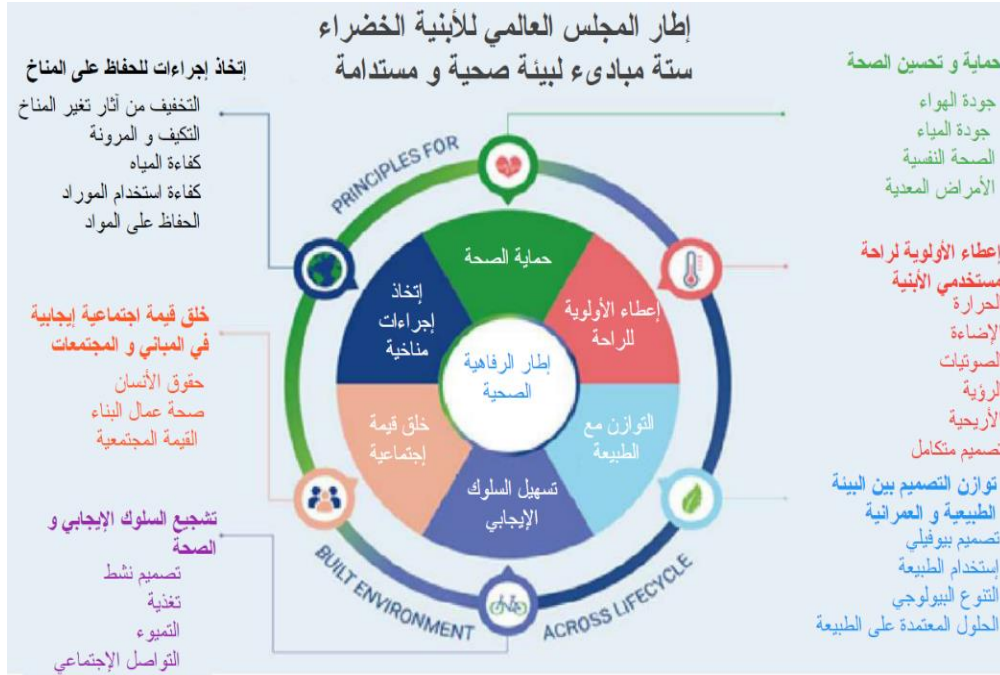 إطار المجلس العالمي للأبنية الخضراء
ستة مبادىء لبيئة صحية و مستدامة
حماية و تحسين الصحة
جودة الهواء
جودة المياه
الصحة النفسية
الأمراض المعدية
إعطاء الأولوية لراحة
مستخدمي الأبنية
الحرارة
الإضاءة
الصوتيات
الرؤية
الأريحية
تصميم متكامل
توازن التصميم بين البيئة
الطبيعية و العمرانية
تصميم بيوفيلي
إستخدام الطبيعة
التنوع البيولوجي
الحلول المعتمدة على الطبيعة
إتخاذ إجراءات للحفاظ على المناخ
التخفيف من آثار تغير المناخ
التكيف و المرونة
كفاءة المياه
كفاءة استخدام الموراد
الحفاظ على المواد
خلق قيمة اجتماعية إيجابية
في المباني و المجتمعات
حقوق الأنسان
صحة عمال البناء
القيمة المجتمعية
تشجيع السلوك الإيجابي و
الصحة
تصميم نشط
تغذية
التميوء
التواصل الإجتماعي
PRINCIPLES FOR
BUILT ENVIRONMENT
ACROSS LIFECYCLE
حماية الصحة
إعطاء الأولوية
للراحة
التوازن مع
الطبيعة
تسهيل السلوك
الإيجابي
خلق قيمة
إجتماعية
إتخاذ
إجراءات
مناخية
إطار الرفاهية
الصحية